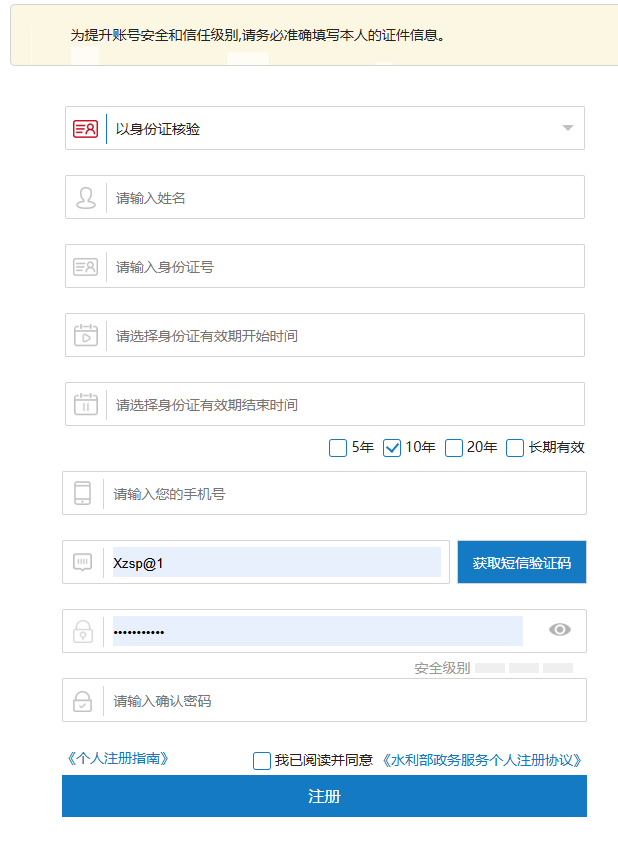 为提升账号安全和信任级别,请务必准确填写本人的证件信息。
以身份证核验
请输入姓名
请输入身份证号
请选择身份证有效期开始时间
请选择身份证有效期结束时间
5年 10年 20年 长期有效
请输入您的手机号
Xzsp@1 获取短信验证码
•••••••••••
安全级别
请输入确认密码
《个人注册指南》 我已阅读并同意 《水利部政务服务个人注册协议》
注册